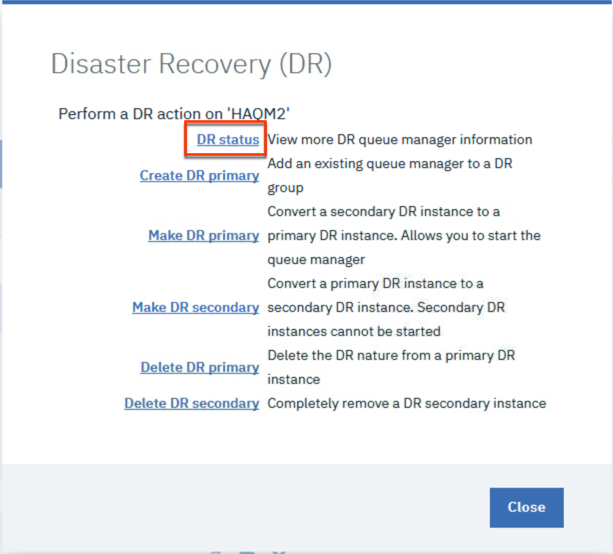 Disaster Recovery (DR)
Perform a DR action on 'HAQM2'
DR status View more DR queue manager information
Create DR primary Add an existing queue manager to a DR
group
Make DR primary Convert a secondary DR instance to a
primary DR instance. Allows you to start the
queue manager
Make DR secondary Convert a primary DR instance to a
secondary DR instance. Secondary DR
instances cannot be started
Delete DR primary Delete the DR nature from a primary DR
instance
Delete DR secondary Completely remove a DR secondary instance
Close